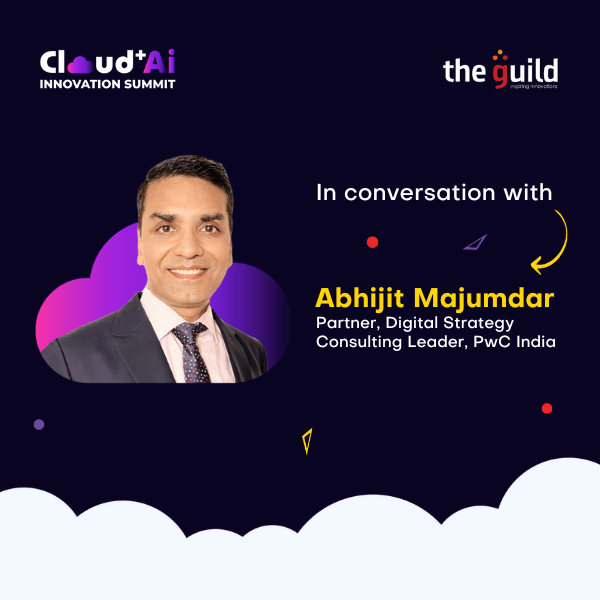 Cloud+Ai
INNOVATION SUMMIT
the guild
inspiring innovations
In conversation with
Abhijit Majumdar
Partner, Digital Strategy
Consulting Leader, PwC India